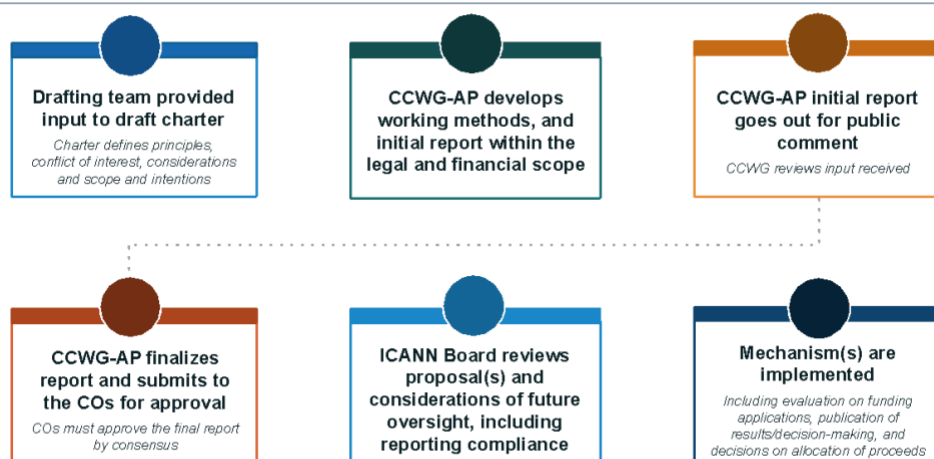 Drafting team provided
input to draft charter
Charter defines principles,
conflict of interest, considerations
and scope and intentions
CCWG-AP develops
working methods, and
initial report within the
legal and financial scope
CCWG-AP initial report
goes out for public
comment
CCWG reviews input received
CCWG-AP finalizes
report and submits to
the COs for approval
COs must approve the final report
by consensus
ICANN Board reviews
proposal(s) and
considerations of future
oversight, including
reporting compliance
Mechanism(s) are
implemented
Including evaluation on funding
applications, publication of
results/decision-making, and
decisions on allocation of proceeds